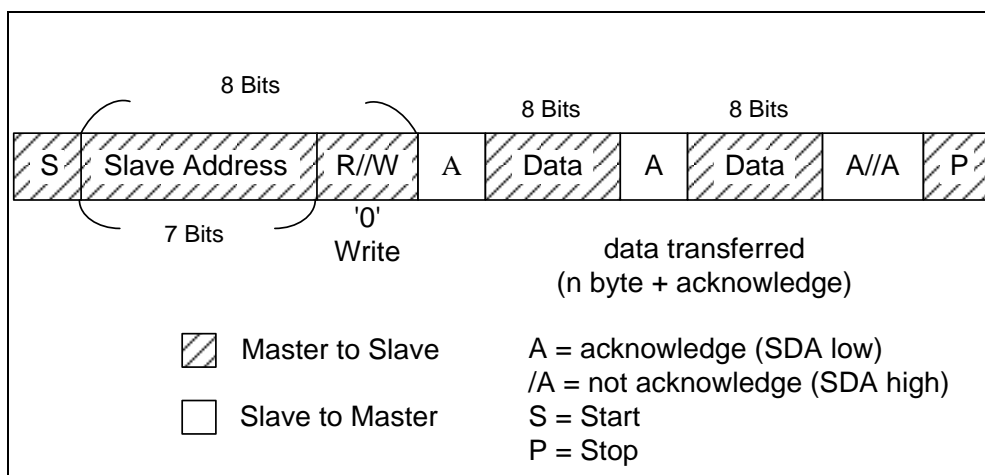 8 Bits
8 Bits
8 Bits
S Slave Address R//W A Data A Data A//A P
7 Bits
'0'
Write
data transferred
(n byte + acknowledge)
Master to Slave
Slave to Master
A = acknowledge (SDA low)
/A = not acknowledge (SDA high)
S = Start
P = Stop